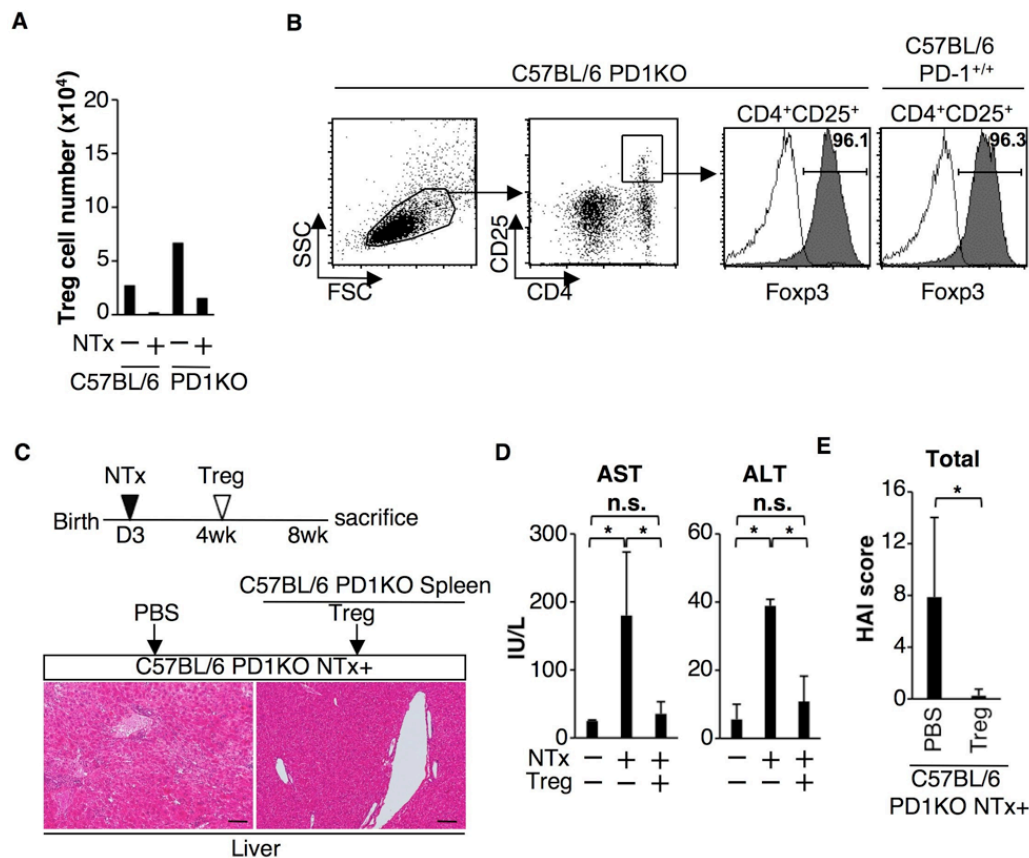 A
Treg cell number (x10⁴)
20
15
10
5
0
NTx − + − +
C57BL/6 PD1KO
B
C57BL/6 PD1KO
C57BL/6
PD-1⁺/⁺
CD4⁺CD25⁺
CD4⁺CD25⁺
96.1
96.3
SSC
FSC
CD25
CD4
Foxp3
Foxp3
C
NTx Treg
Birth D3 4wk 8wk sacrifice
C57BL/6 PD1KO Spleen
PBS Treg
C57BL/6 PD1KO NTx+
Liver
D
AST
n.s.
* *
IU/L
300
200
100
0
ALT
n.s.
* *
60
40
20
0
NTx − + + − + +
Treg − − + − − +
E
Total
*
HAI score
16
12
8
4
0
PBS
Treg
C57BL/6
PD1KO NTx+